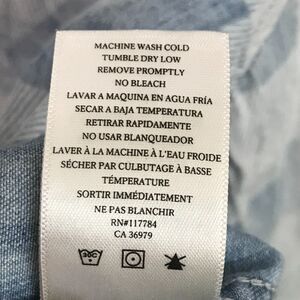 MACHINE WASH COLD
TUMBLE DRY LOW
REMOVE PROMPTLY
NO BLEACH
LAVAR A MAQUINA EN AGUA FRÍA
SECAR A BAJA TEMPERATURA
RETIRAR RAPIDAMENTE
NO USAR BLANQUEADOR
LAVER À LA MACHINE À L'EAU FROIDE
SÉCHER PAR CULBUTAGE À BASSE
TÉMPÉRATURE
SORTIR IMMÉDIATEMENT
NE PAS BLANCHIR
RN#117784
CA 36979